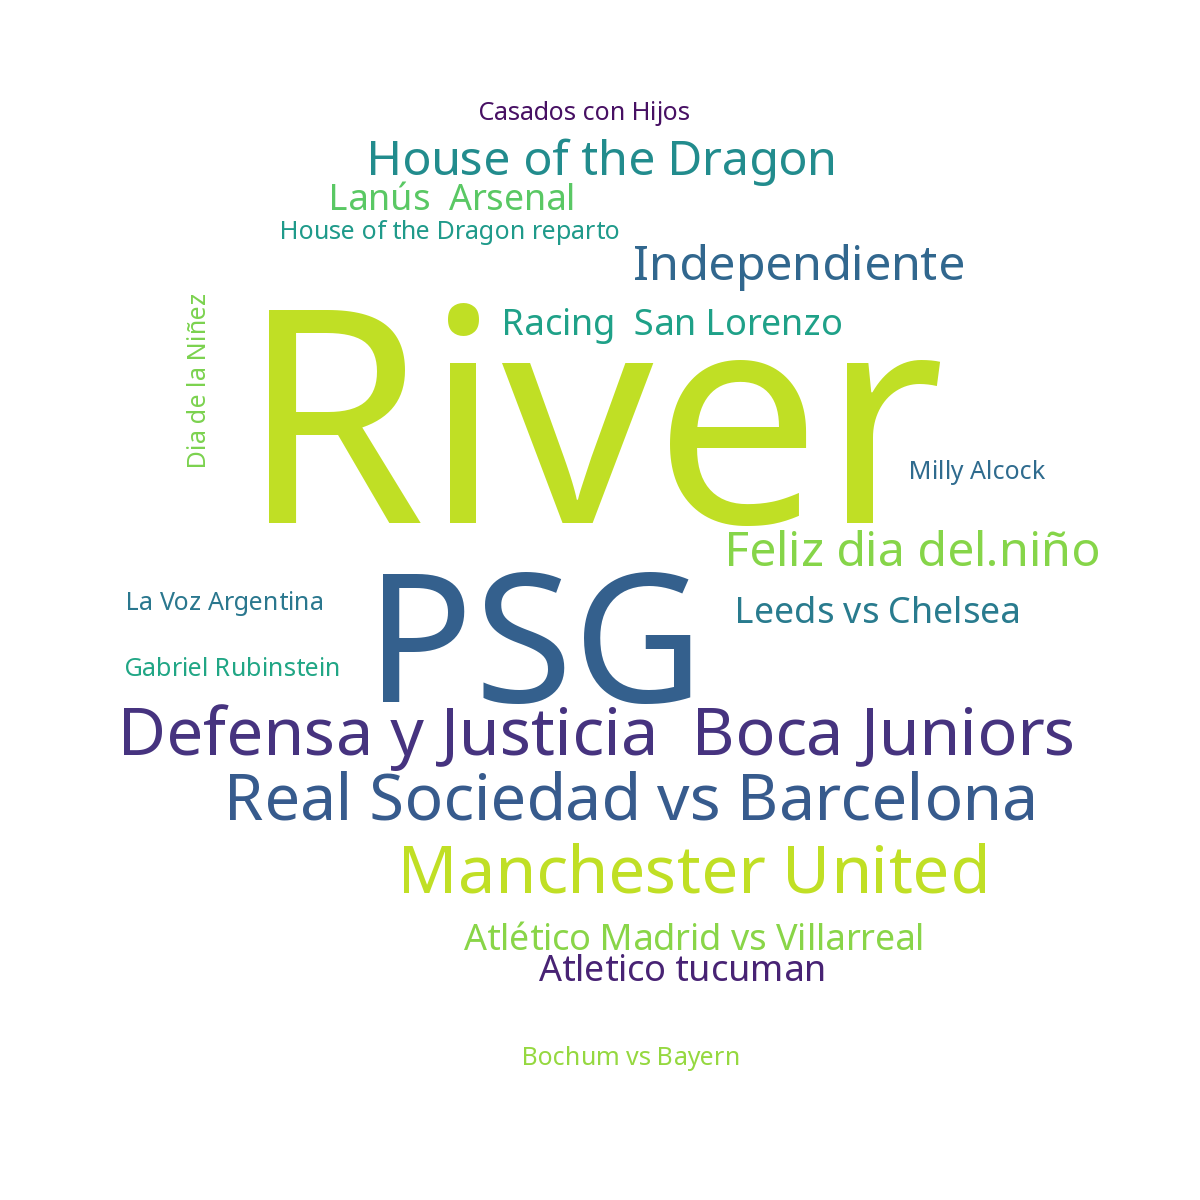 Casados con Hijos
House of the Dragon
Lanús  Arsenal
House of the Dragon reparto
Independiente
Dia de la Niñez
Racing  San Lorenzo
River
Milly Alcock
Feliz dia del.niño
PSG
La Voz Argentina
Leeds vs Chelsea
Gabriel Rubinstein
Defensa y Justicia  Boca Juniors
Real Sociedad vs Barcelona
Manchester United
Atlético Madrid vs Villarreal
Atletico tucuman
Bochum vs Bayern